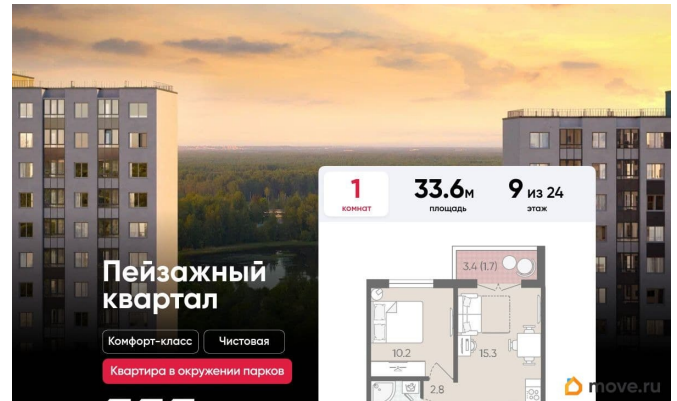 1
комнат
33.6м
площадь
9 из 24
этаж
3.4 (1.7)
10.2
15.3
2.8
Пейзажный
квартал
Комфорт-класс
Чистовая
Квартира в окружении парков
move.ru